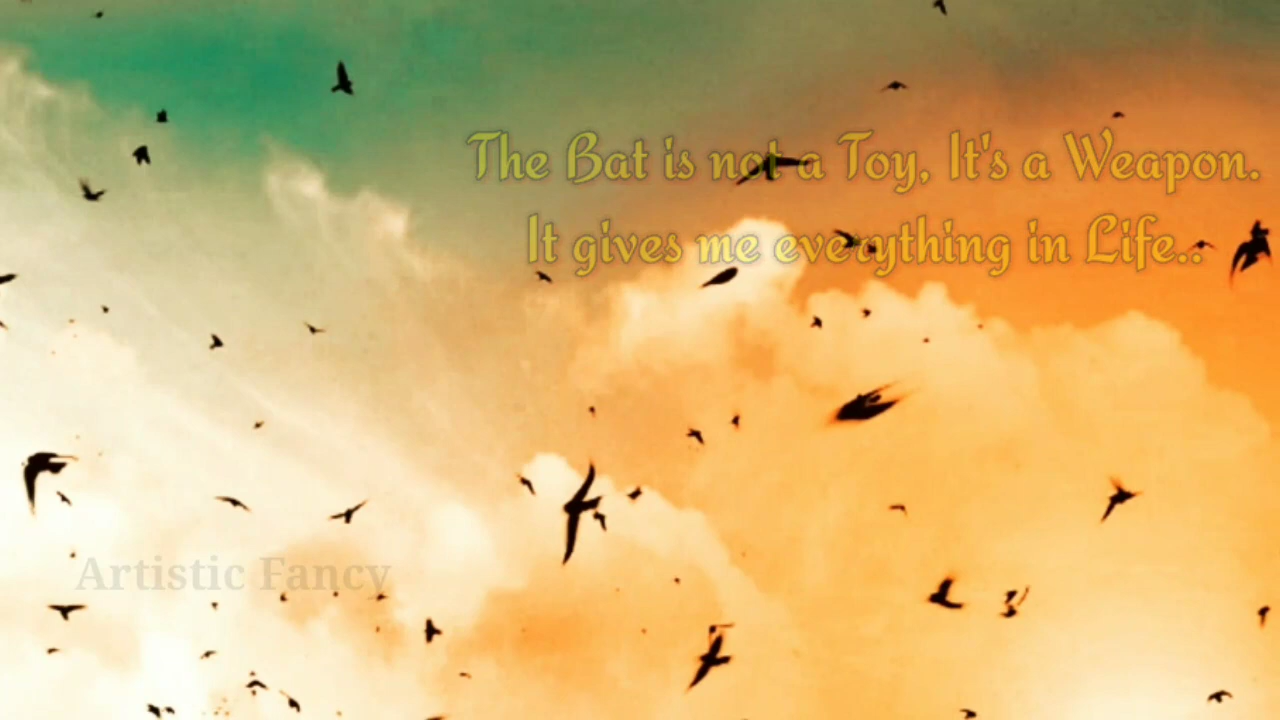 The Bat is not a Toy, It's a Weapon.
It gives me everything in Life..
Artistic Fancy